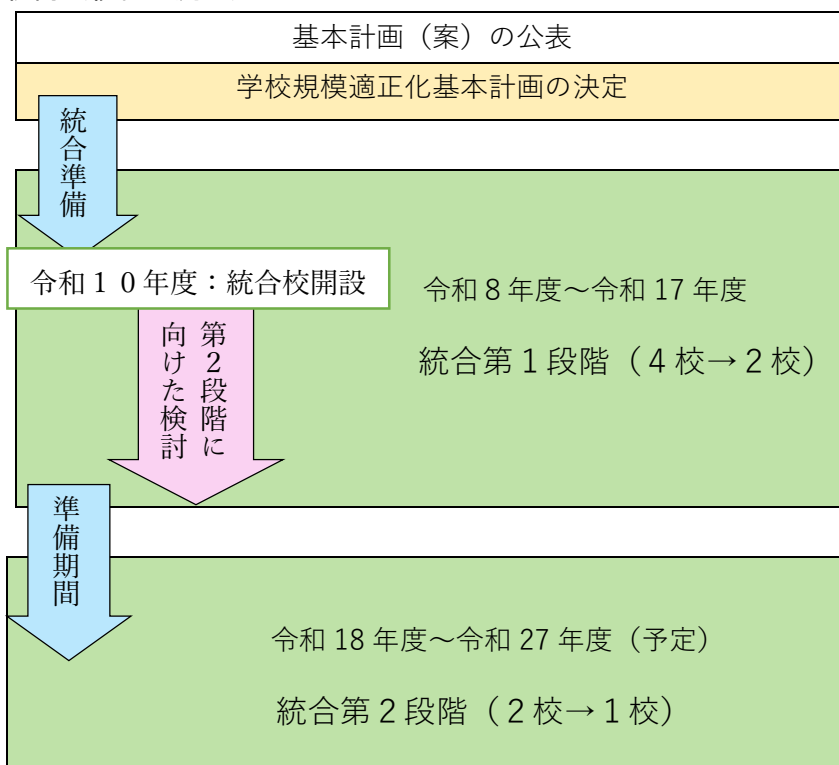 基本計画（案）の公表
学校規模適正化基本計画の決定
統合準備
令和１０年度：統合校開設
令和 8 年度～令和 17 年度
統合第１段階（４校→２校）
第２段階に
向けた検討
準備期間
令和 18 年度～令和 27 年度（予定）
統合第２段階（２校→１校）